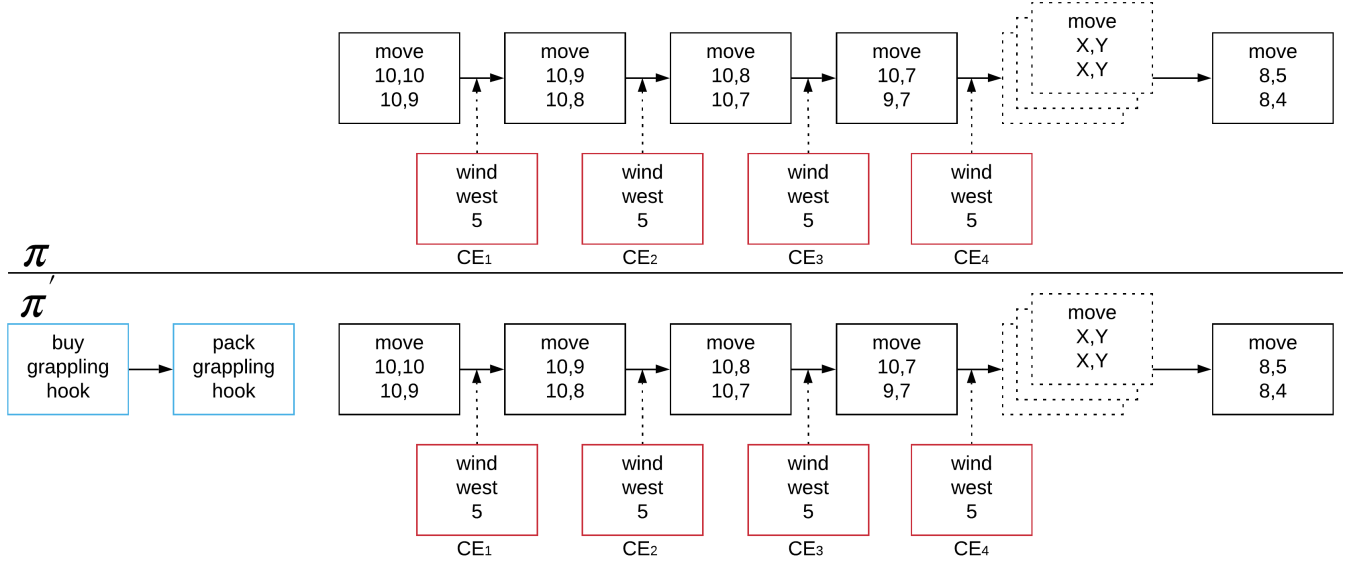 move
10,10
10,9
move
10,9
10,8
move
10,8
10,7
move
10,7
9,7
move
X,Y
X,Y
move
8,5
8,4
wind
west
5
CE1
wind
west
5
CE2
wind
west
5
CE3
wind
west
5
CE4
π
π′
buy
grappling
hook
pack
grappling
hook
move
10,10
10,9
move
10,9
10,8
move
10,8
10,7
move
10,7
9,7
move
X,Y
X,Y
move
8,5
8,4
wind
west
5
CE1
wind
west
5
CE2
wind
west
5
CE3
wind
west
5
CE4